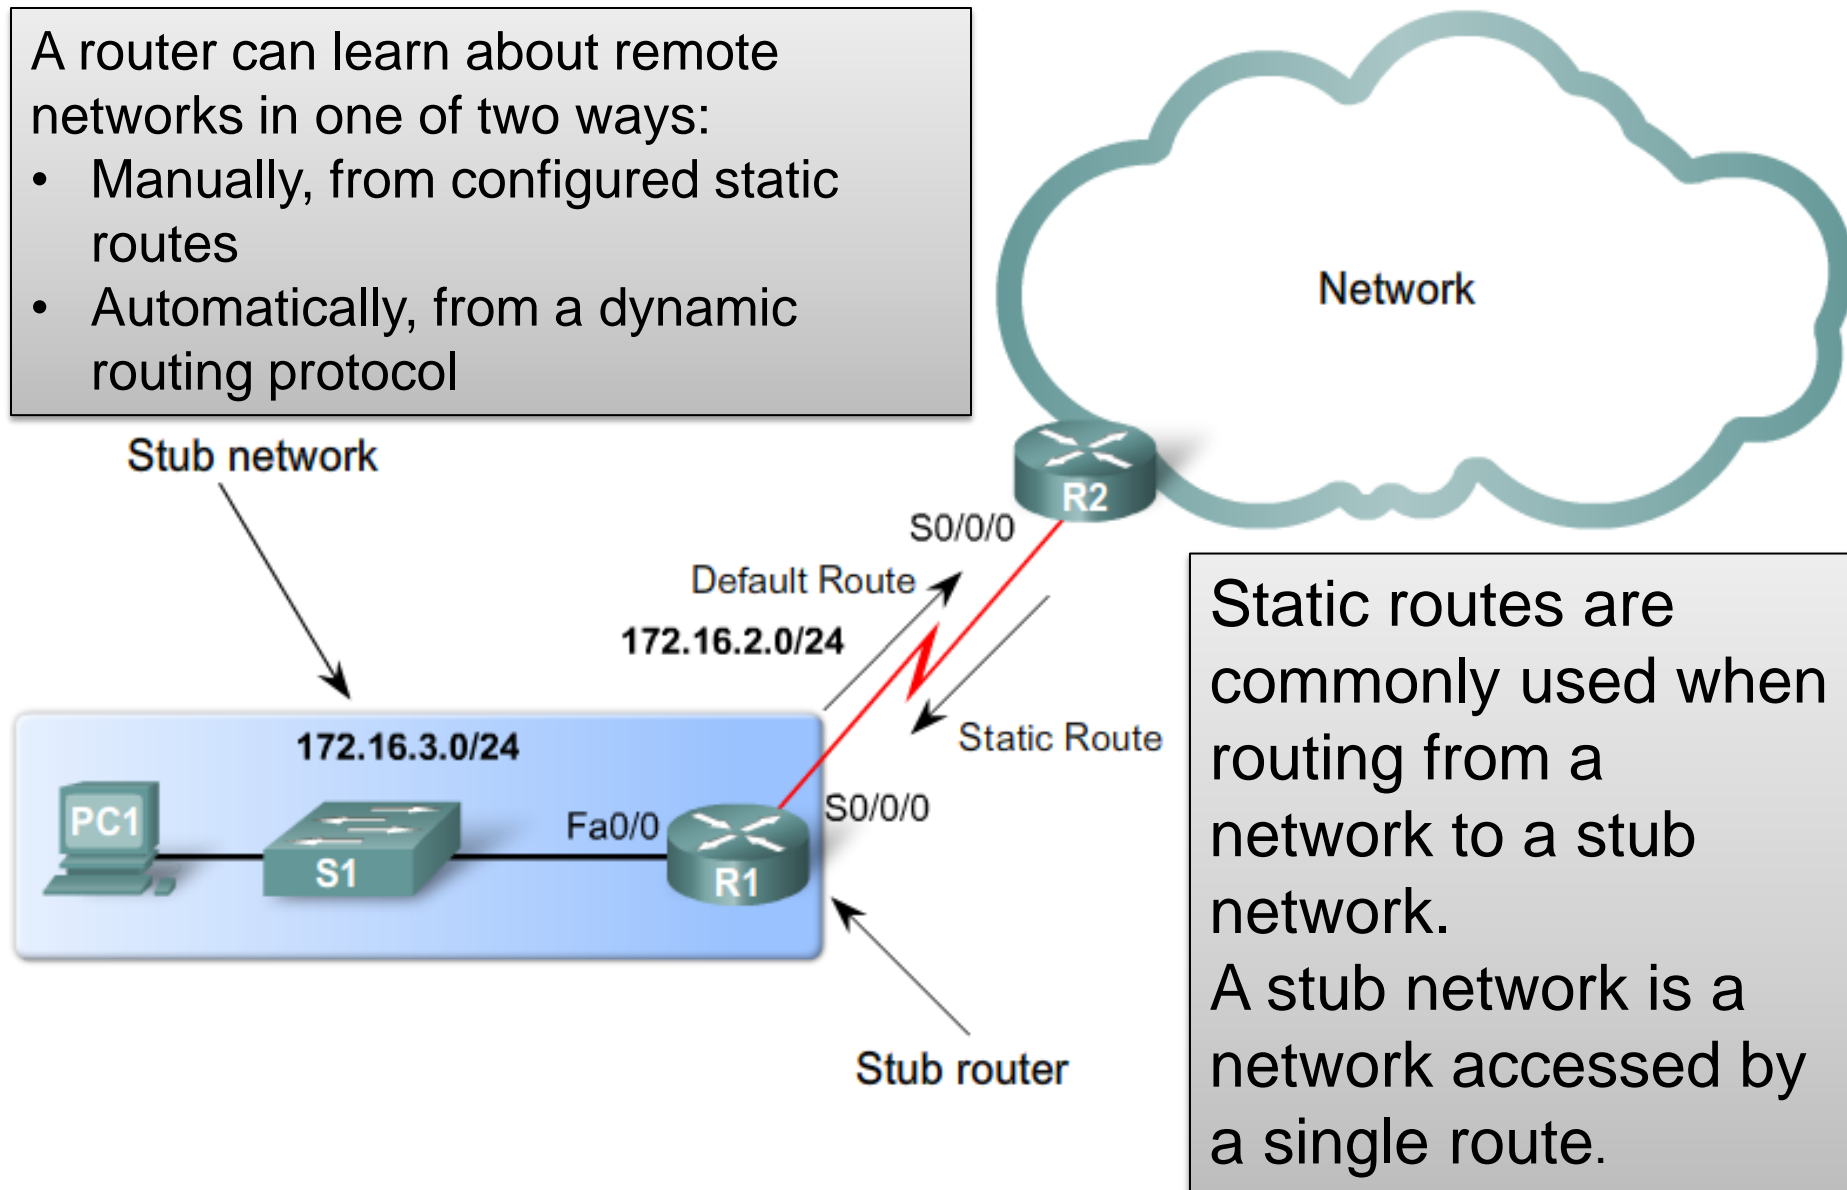 A router can learn about remote
networks in one of two ways:
• Manually, from configured static
routes
• Automatically, from a dynamic
routing protocol
Network
Stub network
R2
S0/0/0
Default Route
172.16.2.0/24
Static Route
172.16.3.0/24
PC1
S1
Fa0/0
R1
S0/0/0
Stub router
Static routes are
commonly used when
routing from a
network to a stub
network.
A stub network is a
network accessed by
a single route.